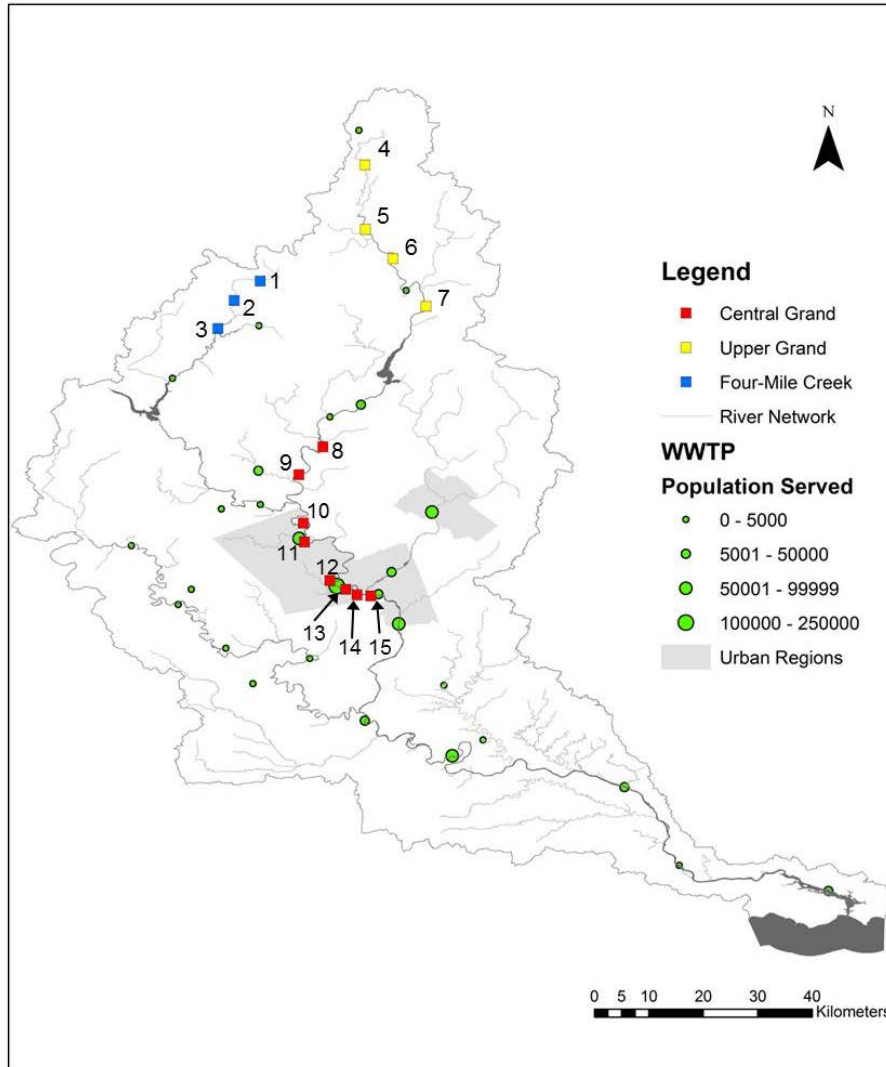 N
4
5
6
1
2
7
3
8
9
10
11
12
13
14
15
Legend
Central Grand
Upper Grand
Four-Mile Creek
River Network
WWTP
Population Served
0 - 5000
5001 - 50000
50001 - 99999
100000 - 250000
Urban Regions
0 5 10 20 30 40
Kilometers